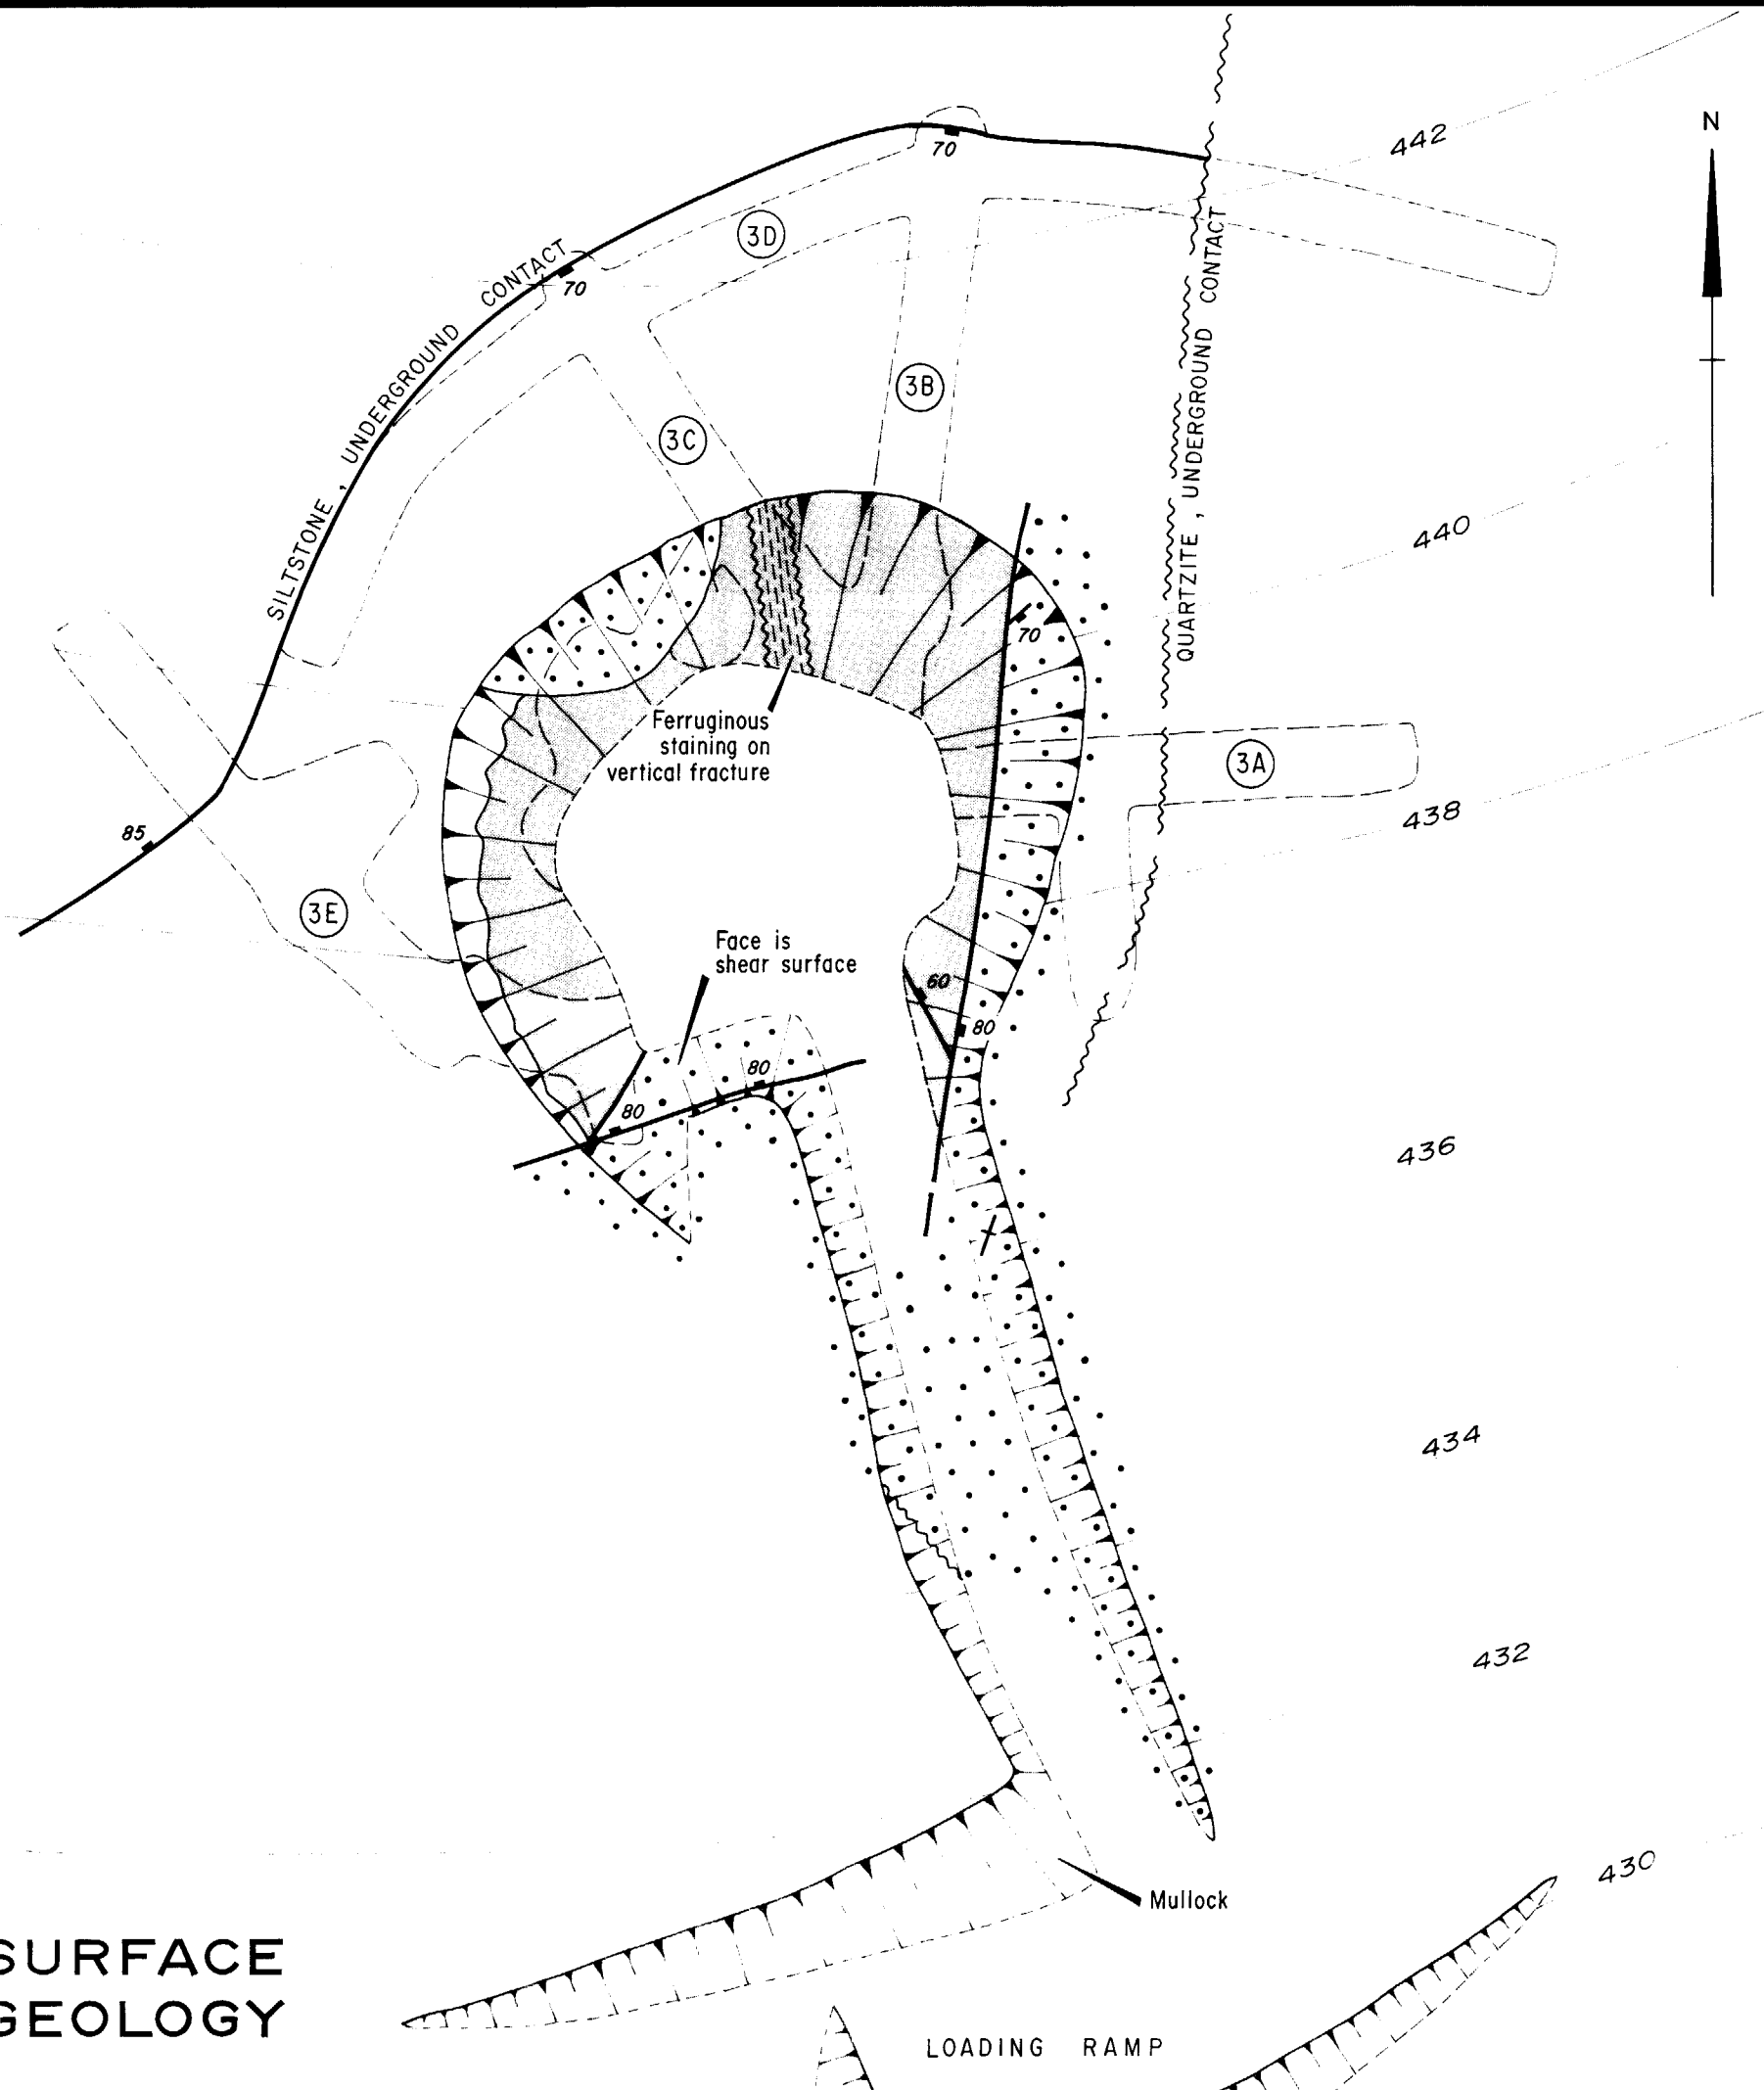 N
442
70
3D
SILTSTONE , UNDERGROUND CONTACT
70
QUARTZITE , UNDERGROUND CONTACT
3B
3C
440
70
Ferruginous
staining on
vertical fracture
3A
438
85
3E
Face is
shear surface
60
80
80
80
436
434
432
430
Mullock
SURFACE
GEOLOGY
LOADING RAMP